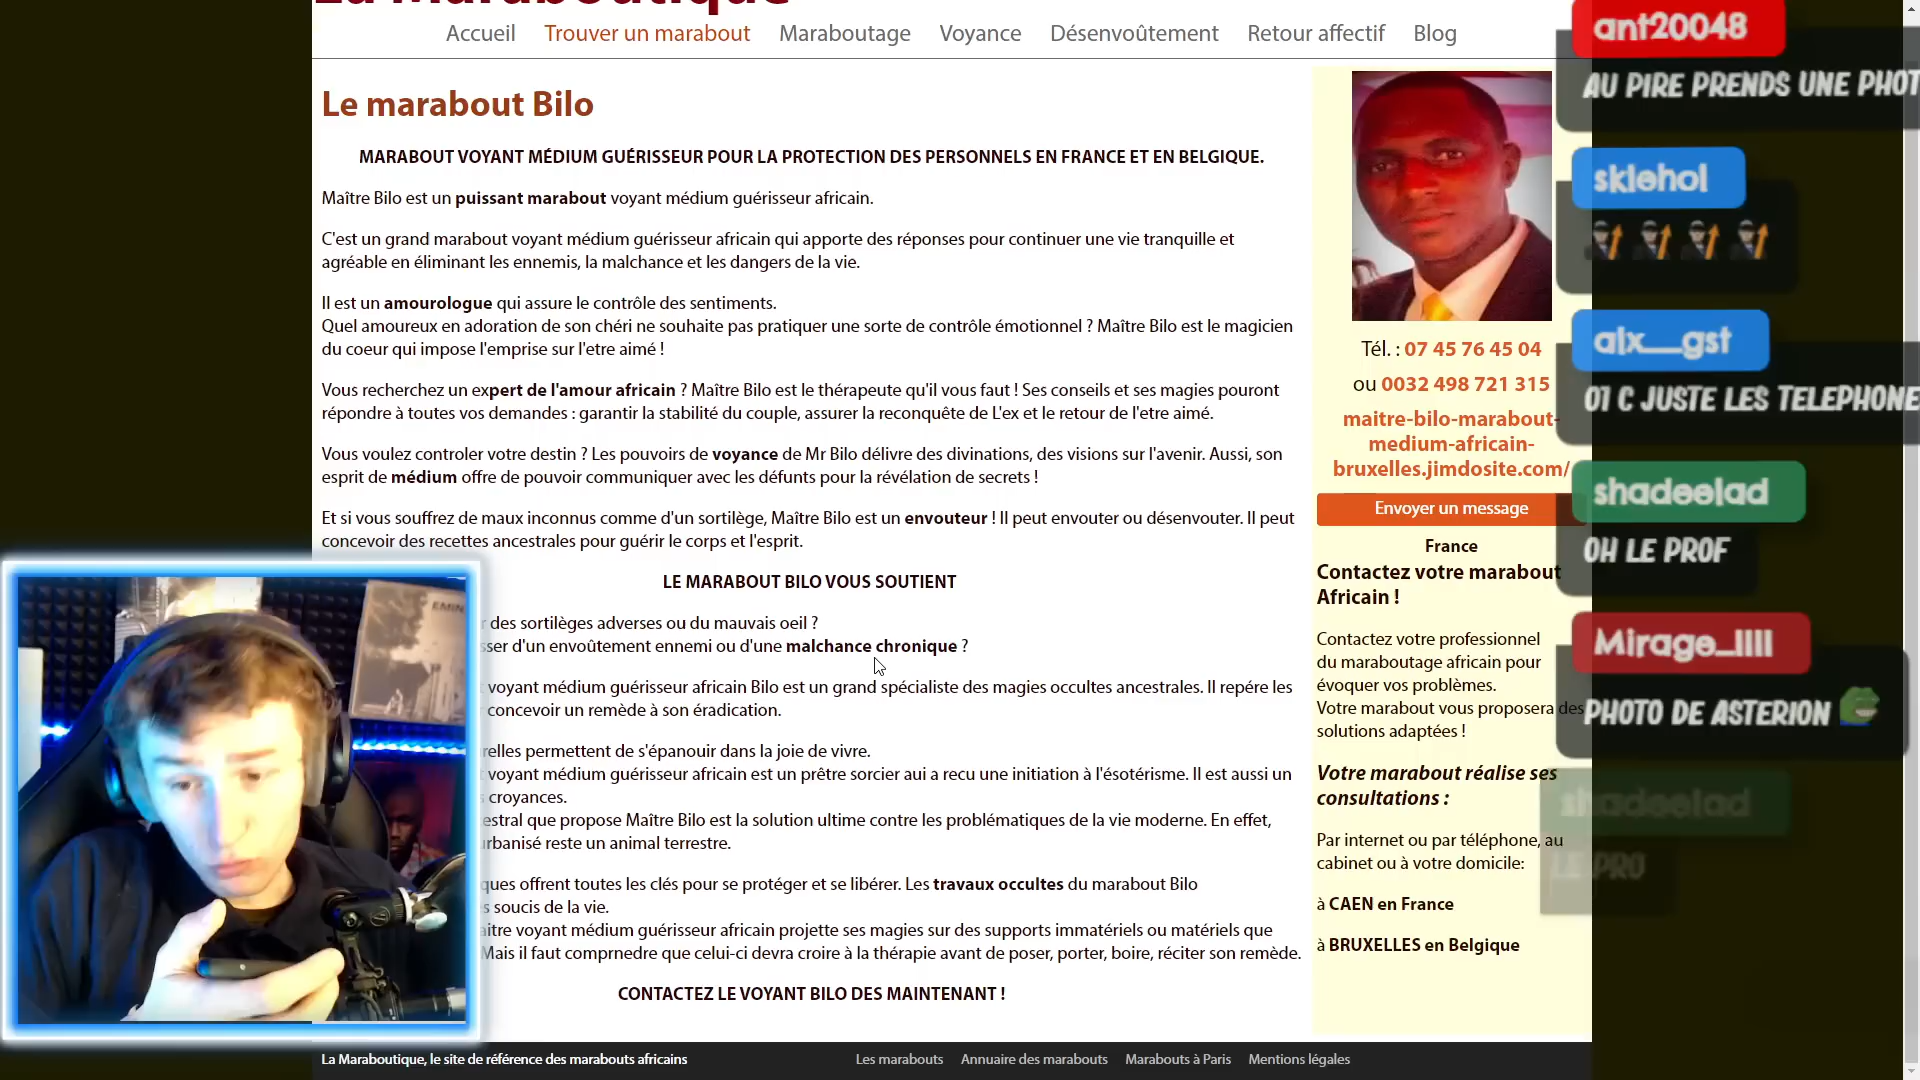 La Maraboutique
Accueil Trouver un marabout Maraboutage Voyance Désenvoûtement Retour affectif Blog
Le marabout Bilo
MARABOUT VOYANT MÉDIUM GUÉRISSEUR POUR LA PROTECTION DES PERSONNELS EN FRANCE ET EN BELGIQUE.
Maître Bilo est un puissant marabout voyant médium guérisseur africain.
C'est un grand marabout voyant médium guérisseur africain qui apporte des réponses pour continuer une vie tranquille et
agréable en éliminant les ennemis, la malchance et les dangers de la vie.
Il est un amourologue qui assure le contrôle des sentiments.
Quel amoureux en adoration de son chéri ne souhaite pas pratiquer une sorte de contrôle émotionnel ? Maître Bilo est le magicien
du coeur qui impose l'emprise sur l'etre aimé !
Vous recherchez un expert de l'amour africain ? Maître Bilo est le thérapeute qu'il vous faut ! Ses conseils et ses magies pouront
répondre à toutes vos demandes : garantir la stabilité du couple, assurer la reconquête de L'ex et le retour de l'etre aimé.
Vous voulez controler votre destin ? Les pouvoirs de voyance de Mr Bilo délivre des divinations, des visions sur l'avenir. Aussi, son
esprit de médium offre de pouvoir communiquer avec les défunts pour la révélation de secrets !
Et si vous souffrez de maux inconnus comme d'un sortilège, Maître Bilo est un envouteur ! Il peut envouter ou désenvouter. Il peut
concevoir des recettes ancestrales pour guérir le corps et l'esprit.
LE MARABOUT BILO VOUS SOUTIENT
des sortilèges adverses ou du mauvais oeil ?
d'un envoûtement ennemi ou d'une malchance chronique ?
voyant médium guérisseur africain Bilo est un grand spécialiste des magies occultes ancestrales. Il repére les
concevoir un remède à son éradication.
permettent de s'épanouir dans la joie de vivre.
voyant médium guérisseur africain est un prêtre sorcier aui a recu une initiation à l'ésotérisme. Il est aussi un
croyances.
que propose Maître Bilo est la solution ultime contre les problématiques de la vie moderne. En effet,
reste un animal terrestre.
offrent toutes les clés pour se protéger et se libérer. Les travaux occultes du marabout Bilo
soucis de la vie.
voyant médium guérisseur africain projette ses magies sur des supports immatériels ou matériels que
Mais il faut comprnedre que celui-ci devra croire à la thérapie avant de poser, porter, boire, réciter son remède.
CONTACTEZ LE VOYANT BILO DES MAINTENANT !
Tél. : 07 45 76 45 04
ou 0032 498 721 315
maitre-bilo-marabout-
medium-africain-
bruxelles.jimdosite.com/
Envoyer un message
France
Contactez votre marabout
Africain !
Contactez votre professionnel
du maraboutage africain pour
évoquer vos problèmes.
Votre marabout vous proposera des
solutions adaptées !
Votre marabout réalise ses
consultations :
Par internet ou par téléphone, au
cabinet ou à votre domicile:
à CAEN en France
à BRUXELLES en Belgique
ant20048
AU PIRE PRENDS UNE PHOT
sklehol
alx__gst
01 C JUSTE LES TELEPHONE
shadeelad
OH LE PROF
Mirage_llll
PHOTO DE ASTERION
shadeelad
LE PRO
EMIN
La Maraboutique, le site de référence des marabouts africains
Les marabouts Annuaire des marabouts Marabouts à Paris Mentions légales